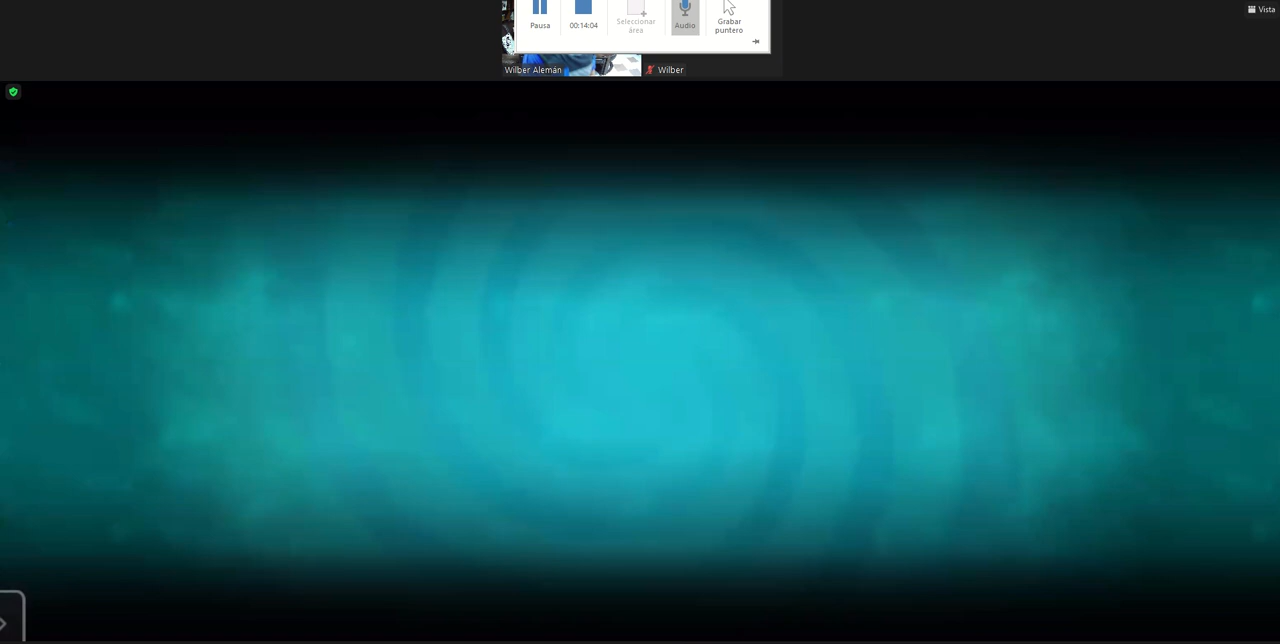 Vista
Pausa
00:14:04
Seleccionar
área
Audio
Grabar
puntero
Wilber Alemán
Wilber